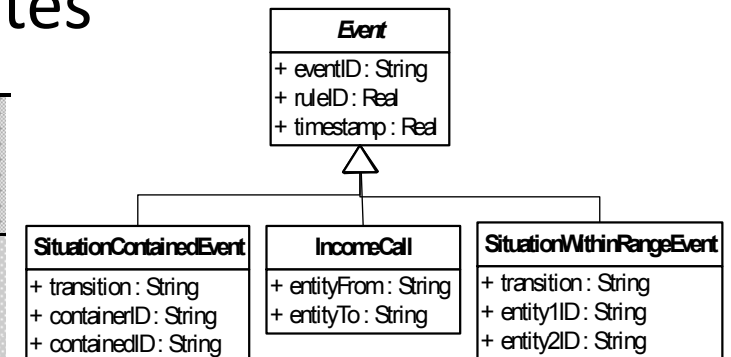 tes
Event
+ eventID : String
+ ruleID : Real
+ timestamp : Real
SituationContainedEvent
+ transition : String
+ containerID : String
+ containedID : String
IncomeCall
+ entityFrom : String
+ entityTo : String
SituationWithinRangeEvent
+ transition : String
+ entity1ID : String
+ entity2ID : String